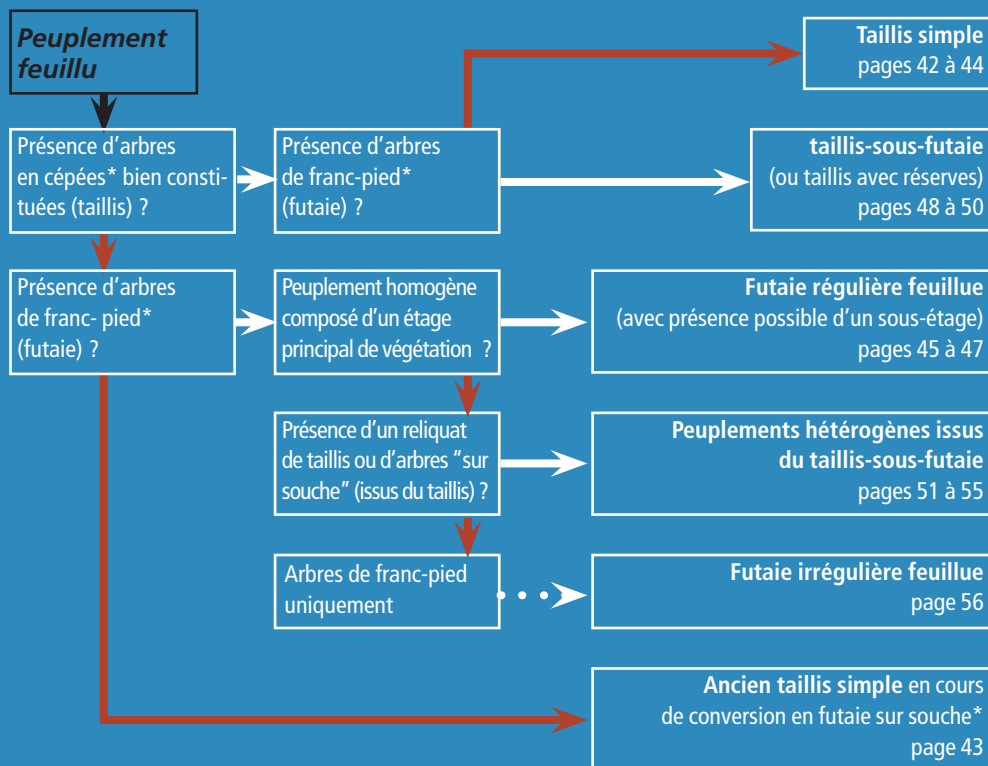 Peuplement
feuillu
Taillis simple
pages 42 à 44
Présence d'arbres
en cépées* bien consti-
tuées (taillis) ?
Présence d'arbres
de franc-pied*
(futaie) ?
taillis-sous-futaie
(ou taillis avec réserves)
pages 48 à 50
Présence d'arbres
de franc- pied*
(futaie) ?
Peuplement homogène
composé d'un étage
principal de végétation ?
Futaie régulière feuillue
(avec présence possible d'un sous-étage)
pages 45 à 47
Présence d'un reliquat
de taillis ou d'arbres "sur
souche" (issus du taillis) ?
Peuplements hétérogènes issus
du taillis-sous-futaie
pages 51 à 55
Arbres de franc-pied
uniquement
Futaie irrégulière feuillue
page 56
Ancien taillis simple en cours
de conversion en futaie sur souche*
page 43